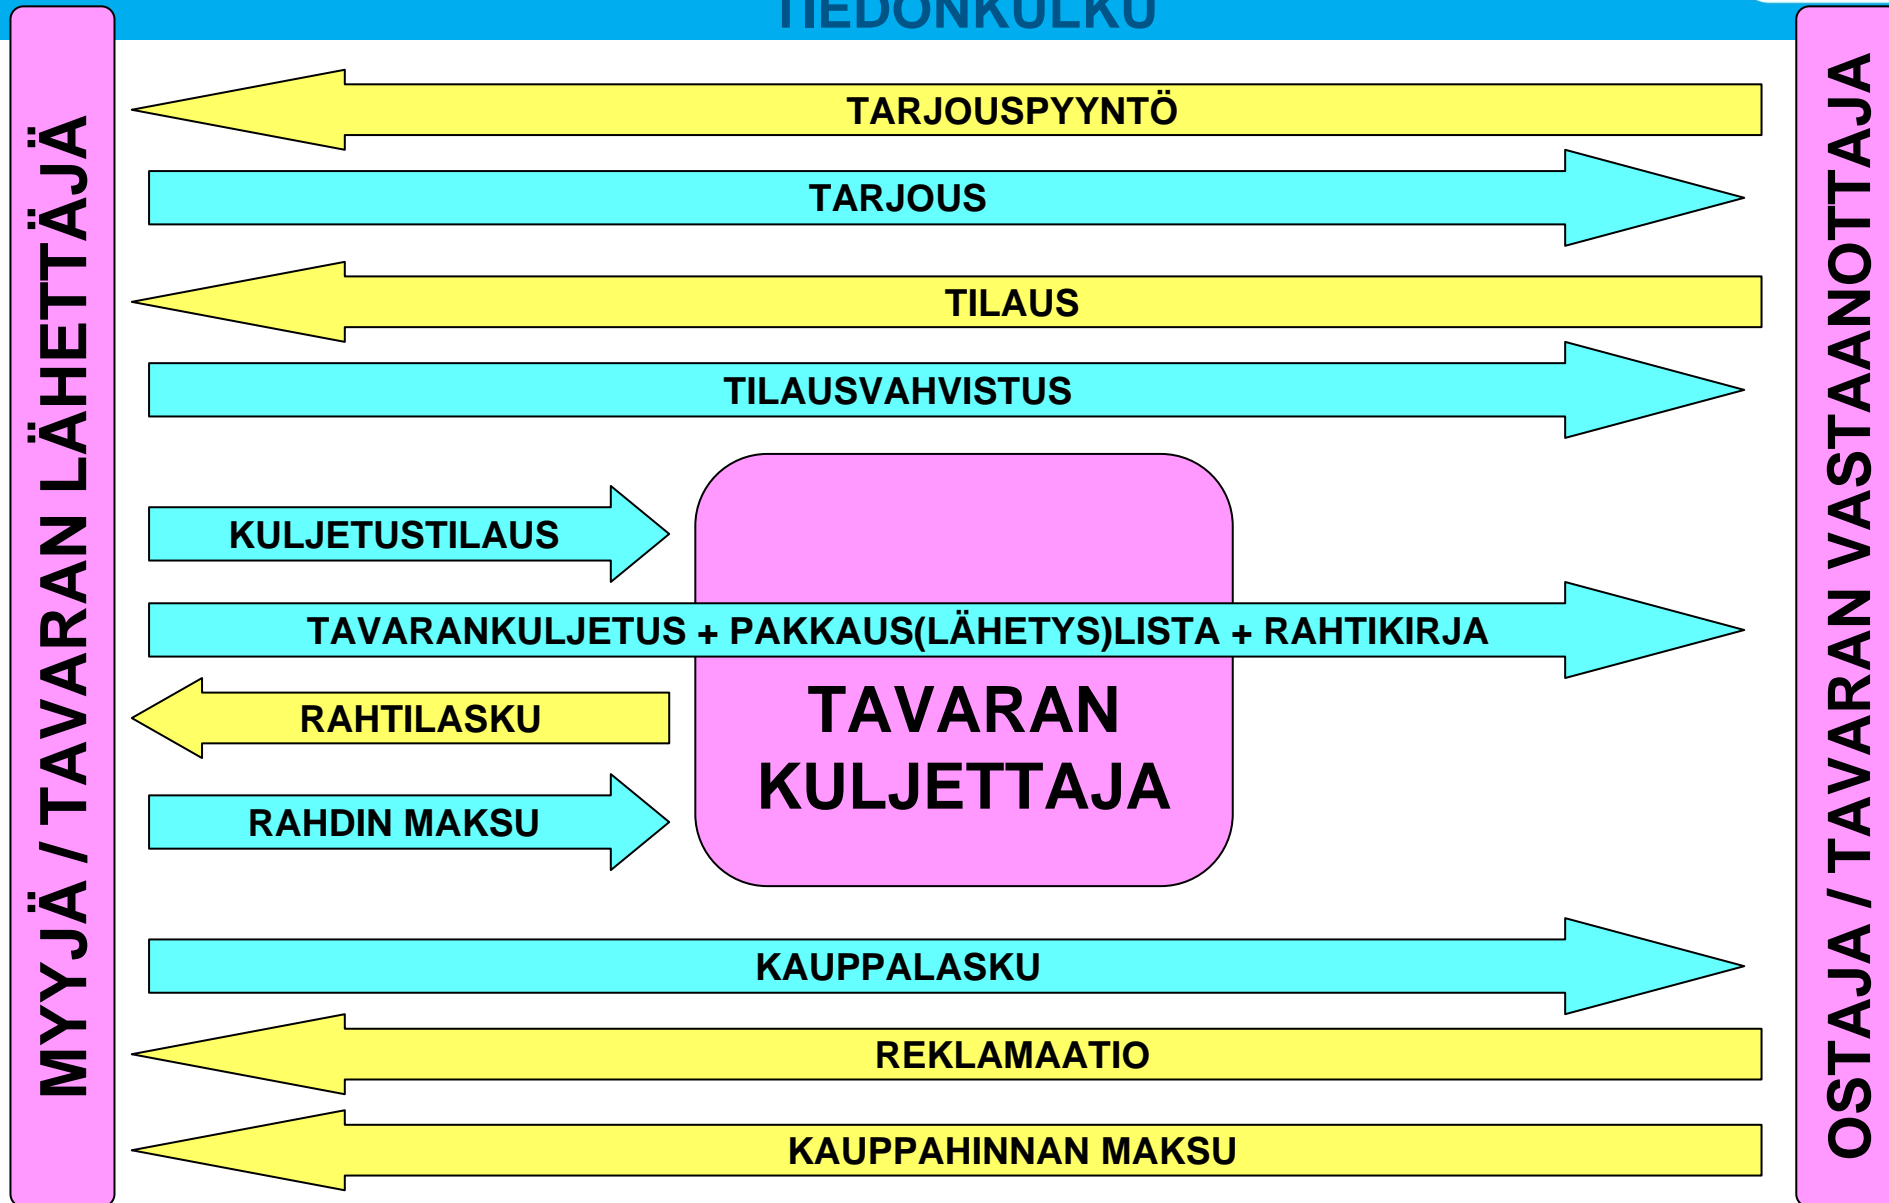 TIEDONKULKU
MYYJÄ / TAVARAN LÄHETTÄJÄ
TARJOUSPYYNTÖ
TARJOUS
TILAUS
TILAUSVAHVISTUS
KULJETUSTILAUS
TAVARANKULJETUS + PAKKAUS(LÄHETYS)LISTA + RAHTIKIRJA
RAHTILASKU
RAHDIN MAKSU
TAVARAN
KULJETTAJA
KAUPPALASKU
REKLAMAATIO
KAUPPAHINNAN MAKSU
OSTAJA / TAVARAN VASTAANOTTAJA